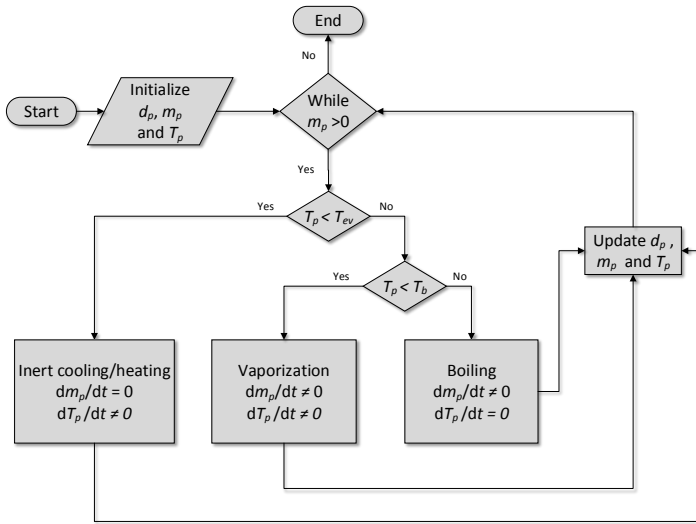 End
No
Start
Initialize
dₚ, mₚ
and Tₚ
While
mₚ >0
Yes
Yes
Tₚ < Tₑᵥ
No
Update dₚ ,
mₚ and Tₚ
Yes
Tₚ < T_b
No
Inert cooling/heating
dmₚ/dt = 0
dTₚ/dt ≠ 0
Vaporization
dmₚ/dt ≠ 0
dTₚ/dt ≠ 0
Boiling
dmₚ/dt ≠ 0
dTₚ/dt = 0